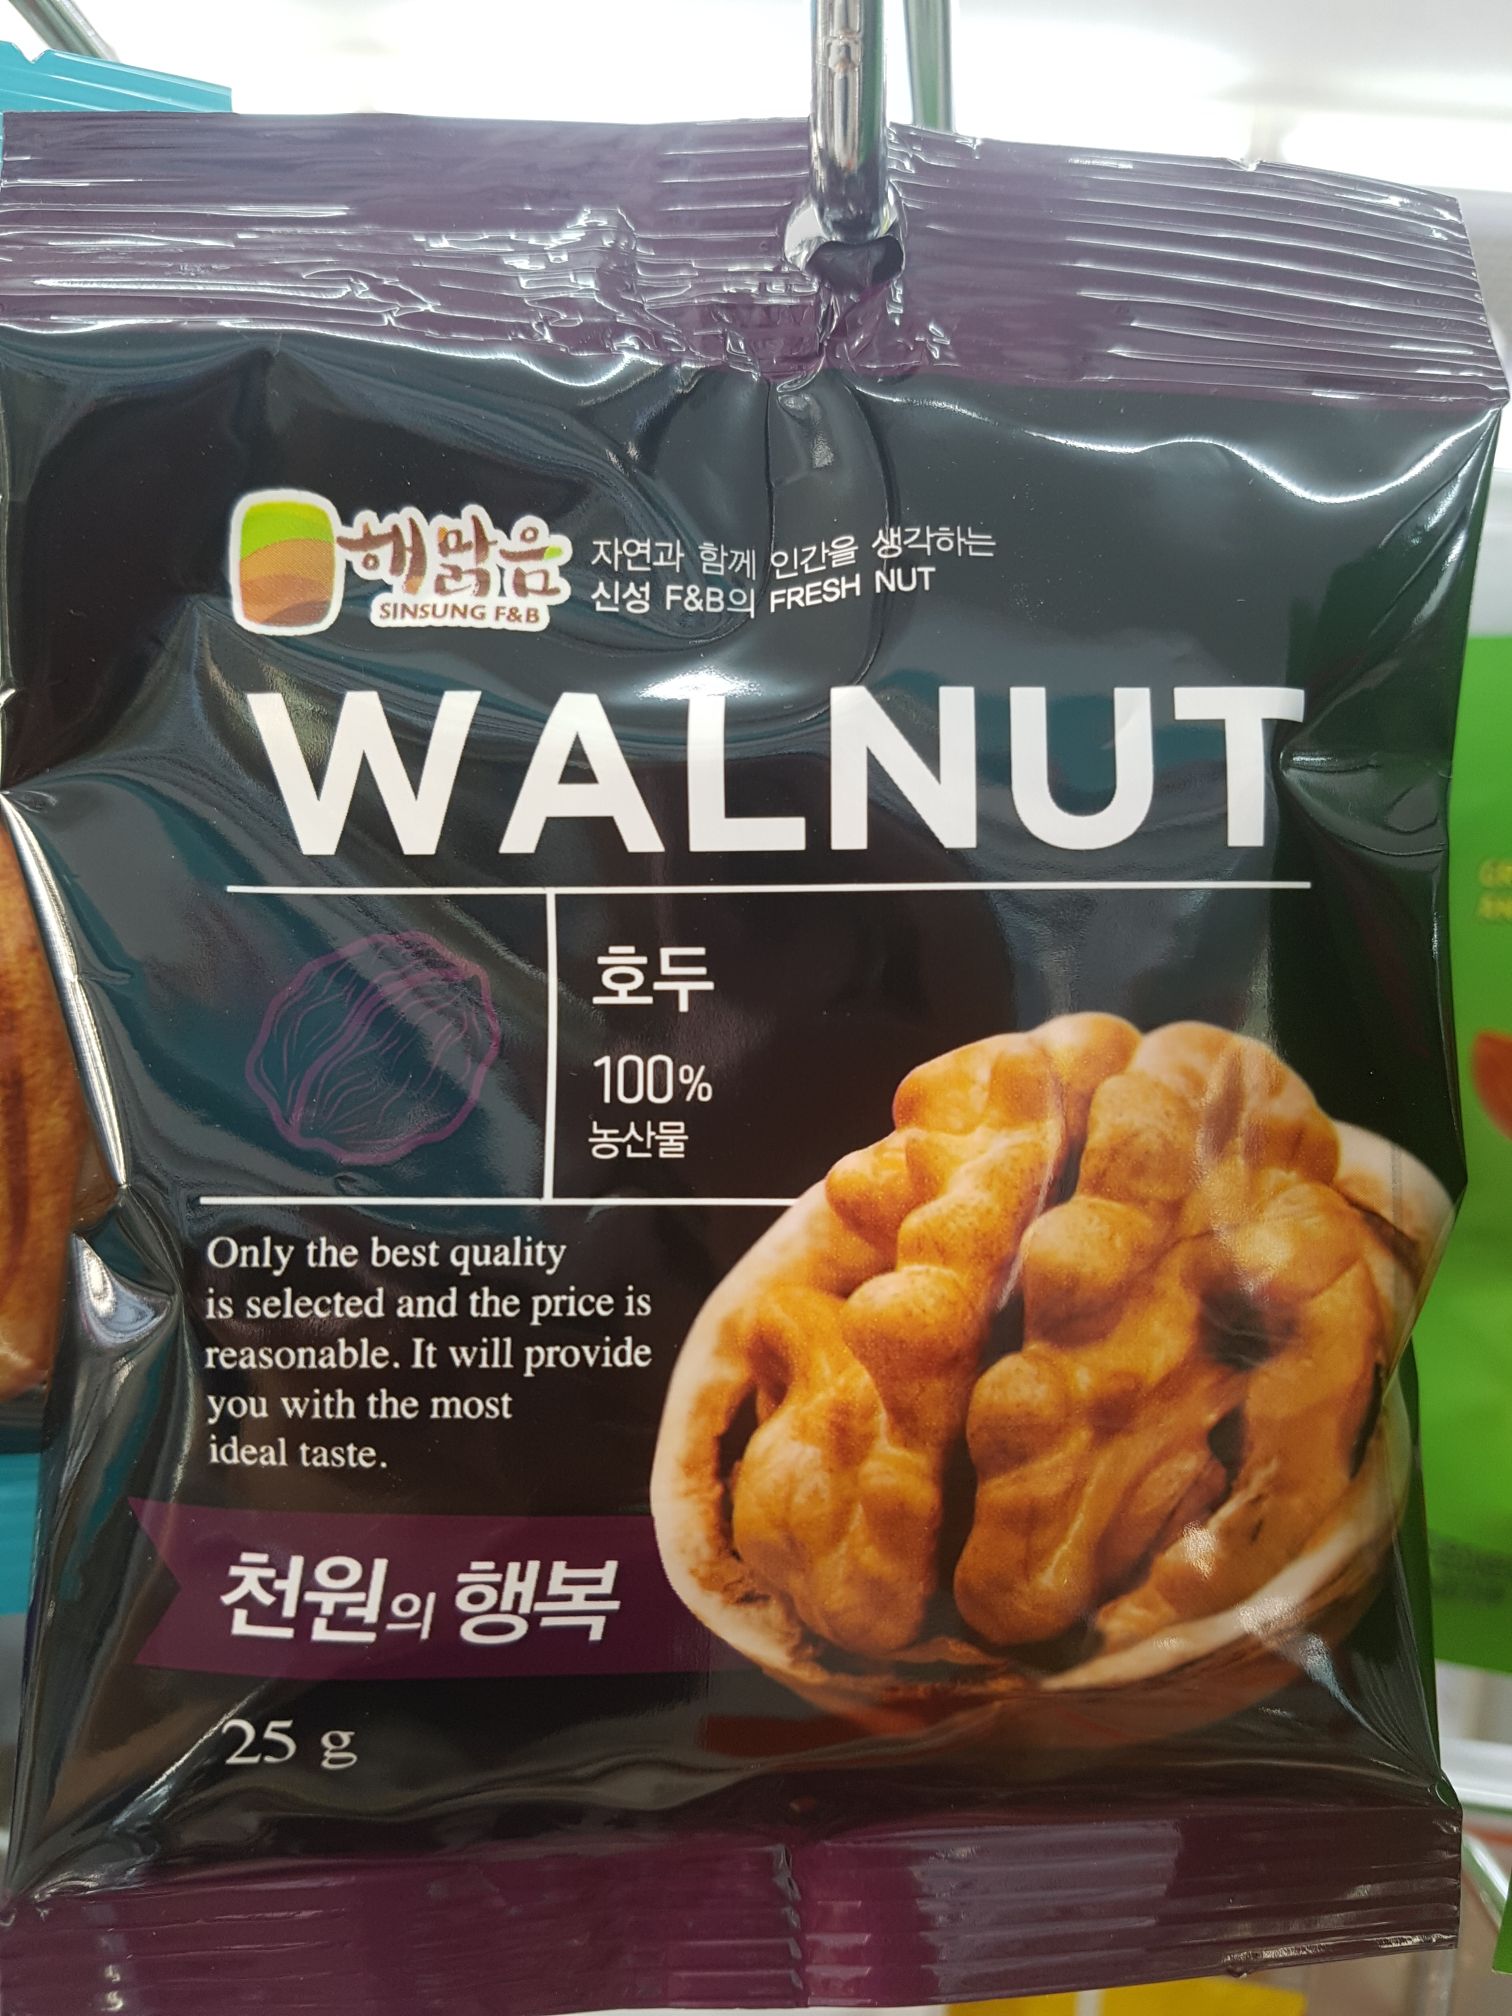 해맑음
SINSUNG F&B
자연과 함께 인간을 생각하는
신성 F&B의 FRESH NUT
WALNUT
호두
100%
농산물
Only the best quality
is selected and the price is
reasonable. It will provide
you with the most
ideal taste.
천원의 행복
25 g